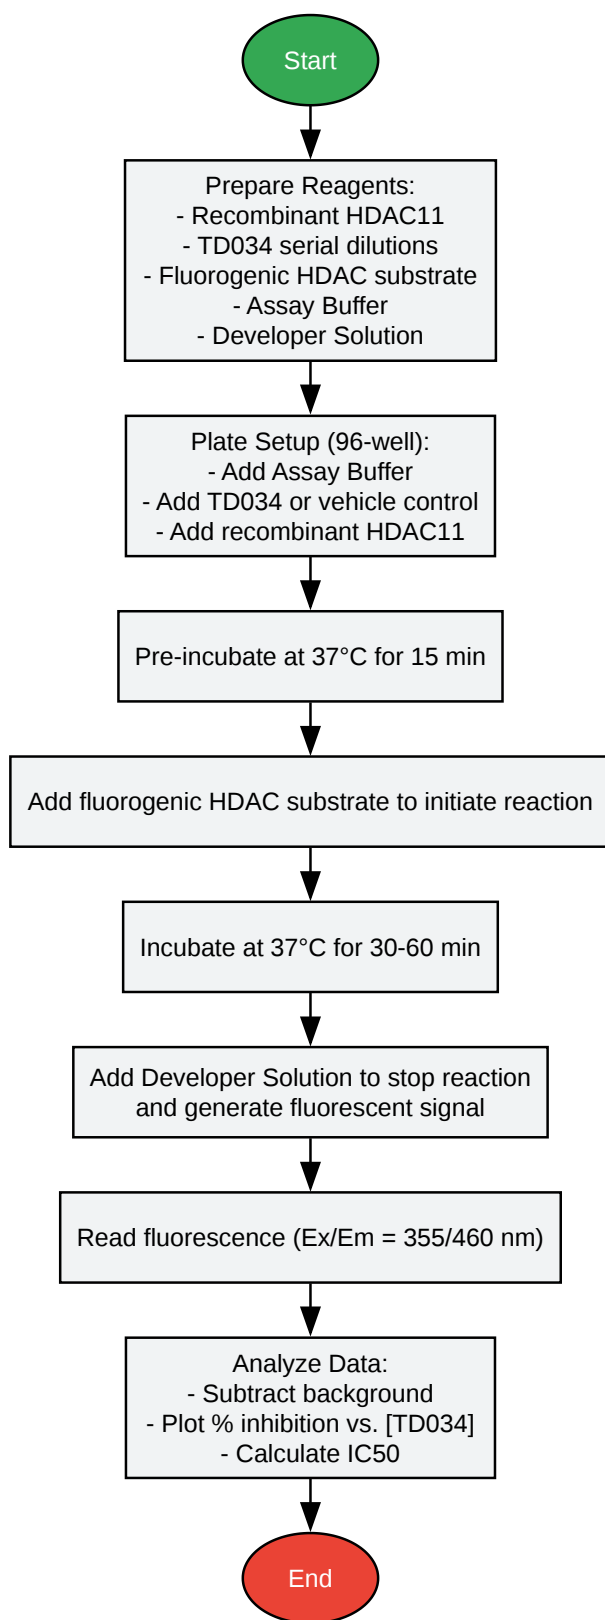 Start
Prepare Reagents:
- Recombinant HDAC11
- TD034 serial dilutions
- Fluorogenic HDAC substrate
- Assay Buffer
- Developer Solution
Plate Setup (96-well):
- Add Assay Buffer
- Add TD034 or vehicle control
- Add recombinant HDAC11
Pre-incubate at 37°C for 15 min
Add fluorogenic HDAC substrate to initiate reaction
Incubate at 37°C for 30-60 min
Add Developer Solution to stop reaction
and generate fluorescent signal
Read fluorescence (Ex/Em = 355/460 nm)
Analyze Data:
- Subtract background
- Plot % inhibition vs. [TD034]
- Calculate IC50
End